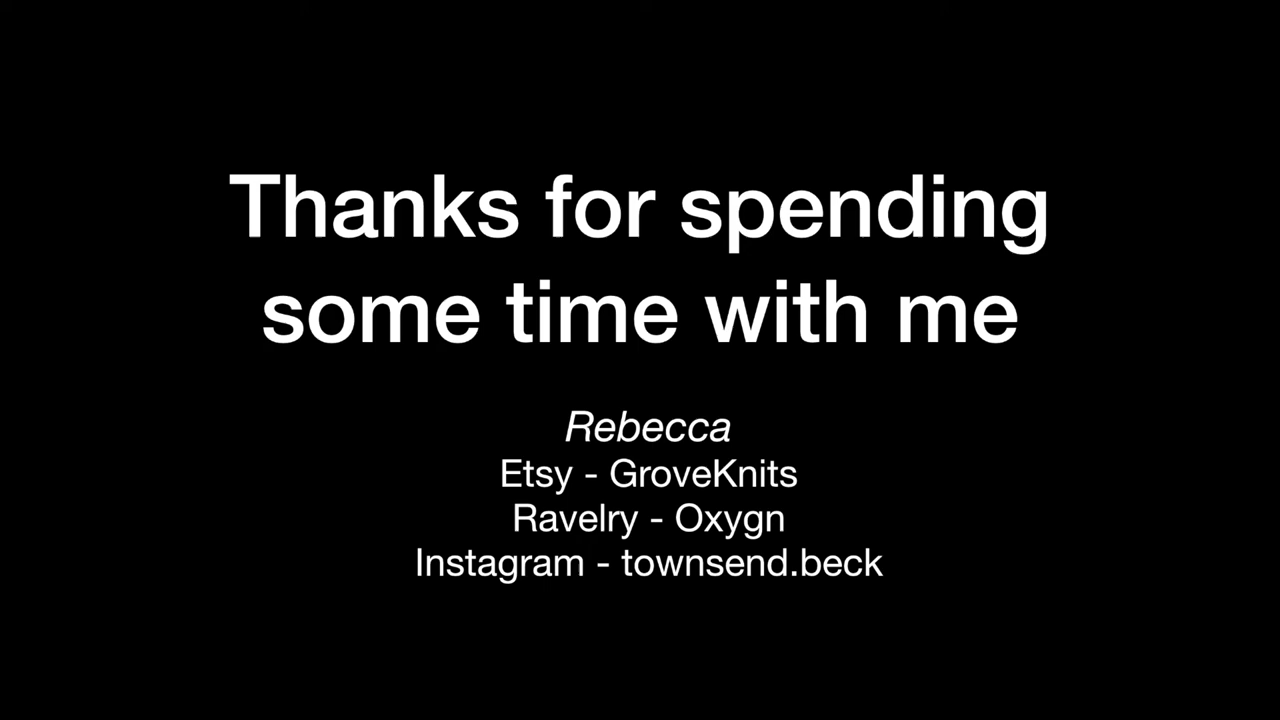 Thanks for spending
some time with me
Rebecca
Etsy - GroveKnits
Ravelry - Oxygn
Instagram - townsend.beck